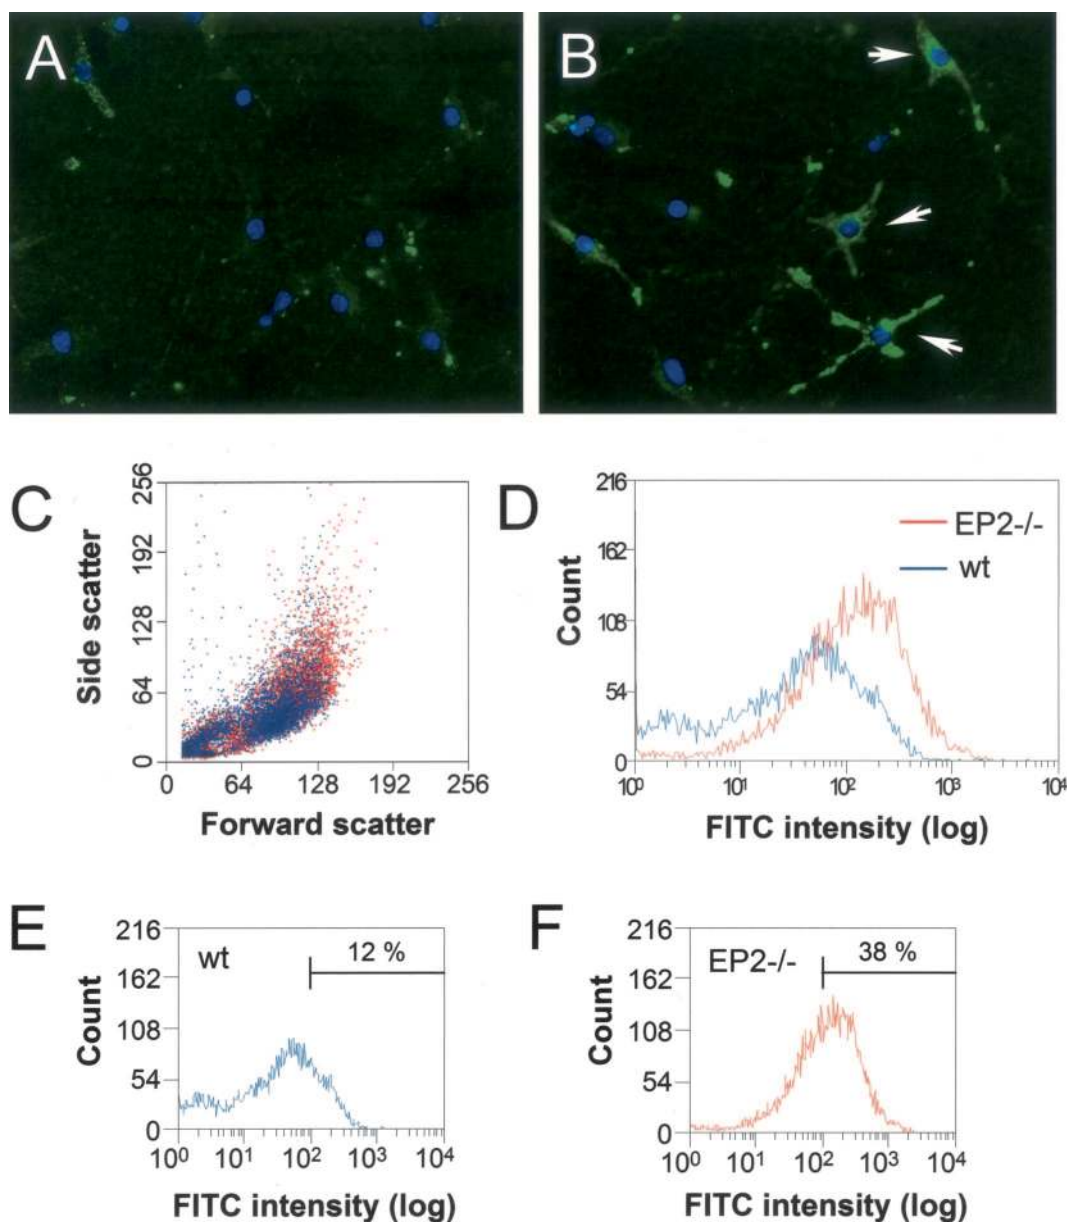 A
B
C
256
192
128
64
0
Side scatter
0 64 128 192 256
Forward scatter
D
216
162
108
54
0
Count
EP2-/-
wt
10⁰ 10¹ 10² 10³ 10⁴
FITC intensity (log)
E
216
162
108
54
0
Count
wt
12 %
10⁰ 10¹ 10² 10³ 10⁴
FITC intensity (log)
F
216
162
108
54
0
Count
EP2-/-
38 %
10⁰ 10¹ 10² 10³ 10⁴
FITC intensity (log)